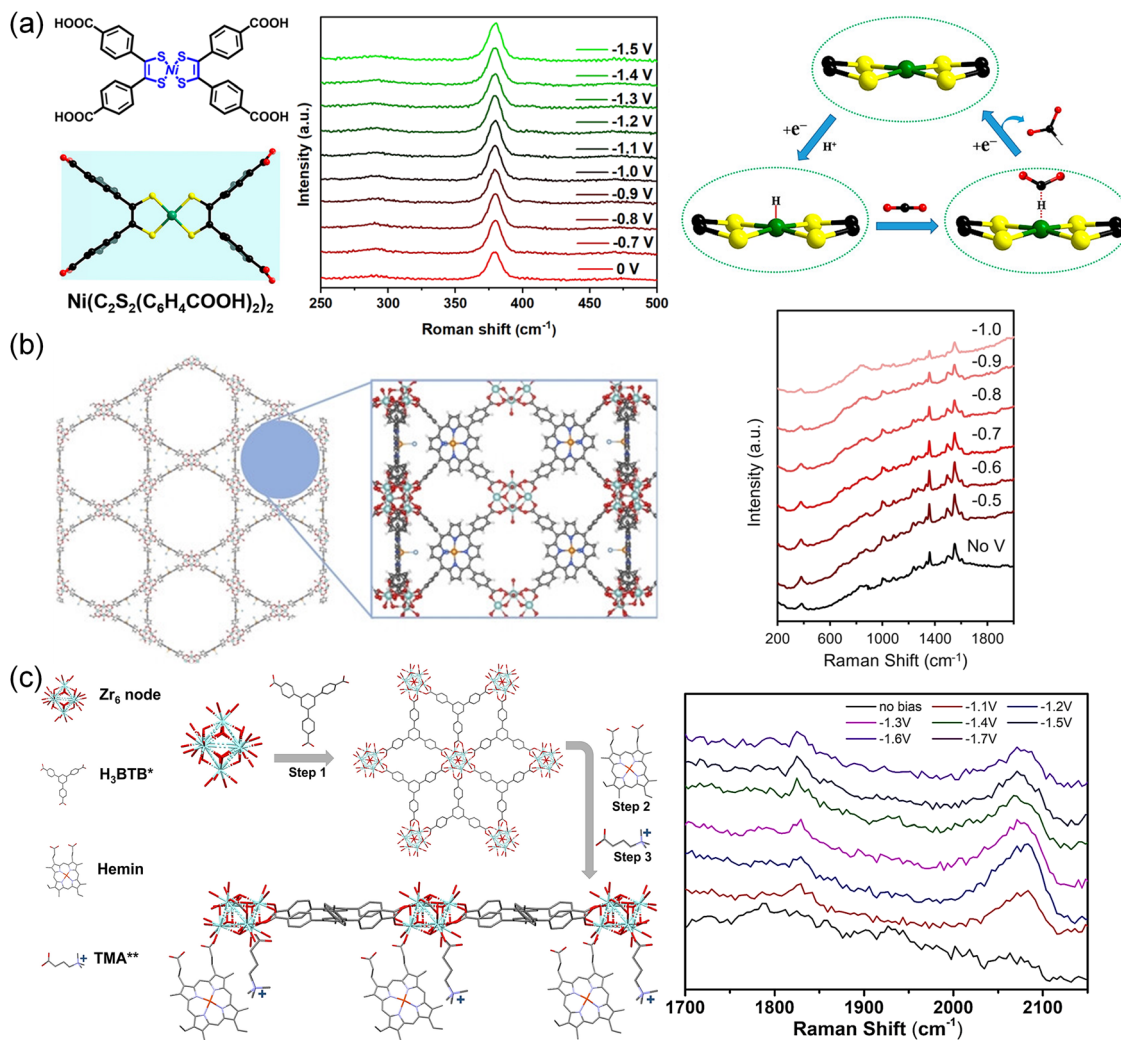 (a)
HOOC
COOH
S
S
Ni
S
S
HOOC
COOH
Ni(C₂S₂(C₆H₄COOH)₂)₂
Intensity (a.u.)
-1.5 V
-1.4 V
-1.3 V
-1.2 V
-1.1 V
-1.0 V
-0.9 V
-0.8 V
-0.7 V
0 V
250 300 350 400 450 500
Roman shift (cm⁻¹)
+e⁻
H⁺
+e⁻
H
H
(b)
Intensity (a.u.)
-1.0
-0.9
-0.8
-0.7
-0.6
-0.5
No V
200 600 1000 1400 1800
Raman Shift (cm⁻¹)
(c)
Zr₆ node
H₃BTB*
Hemin
TMA**
+
Step 1
Step 2
+
Step 3
+
+
+
no bias -1.1V -1.2V
-1.3V -1.4V -1.5V
-1.6V -1.7V
Intensity (a.u.)
1700 1800 1900 2000 2100
Raman Shift (cm⁻¹)